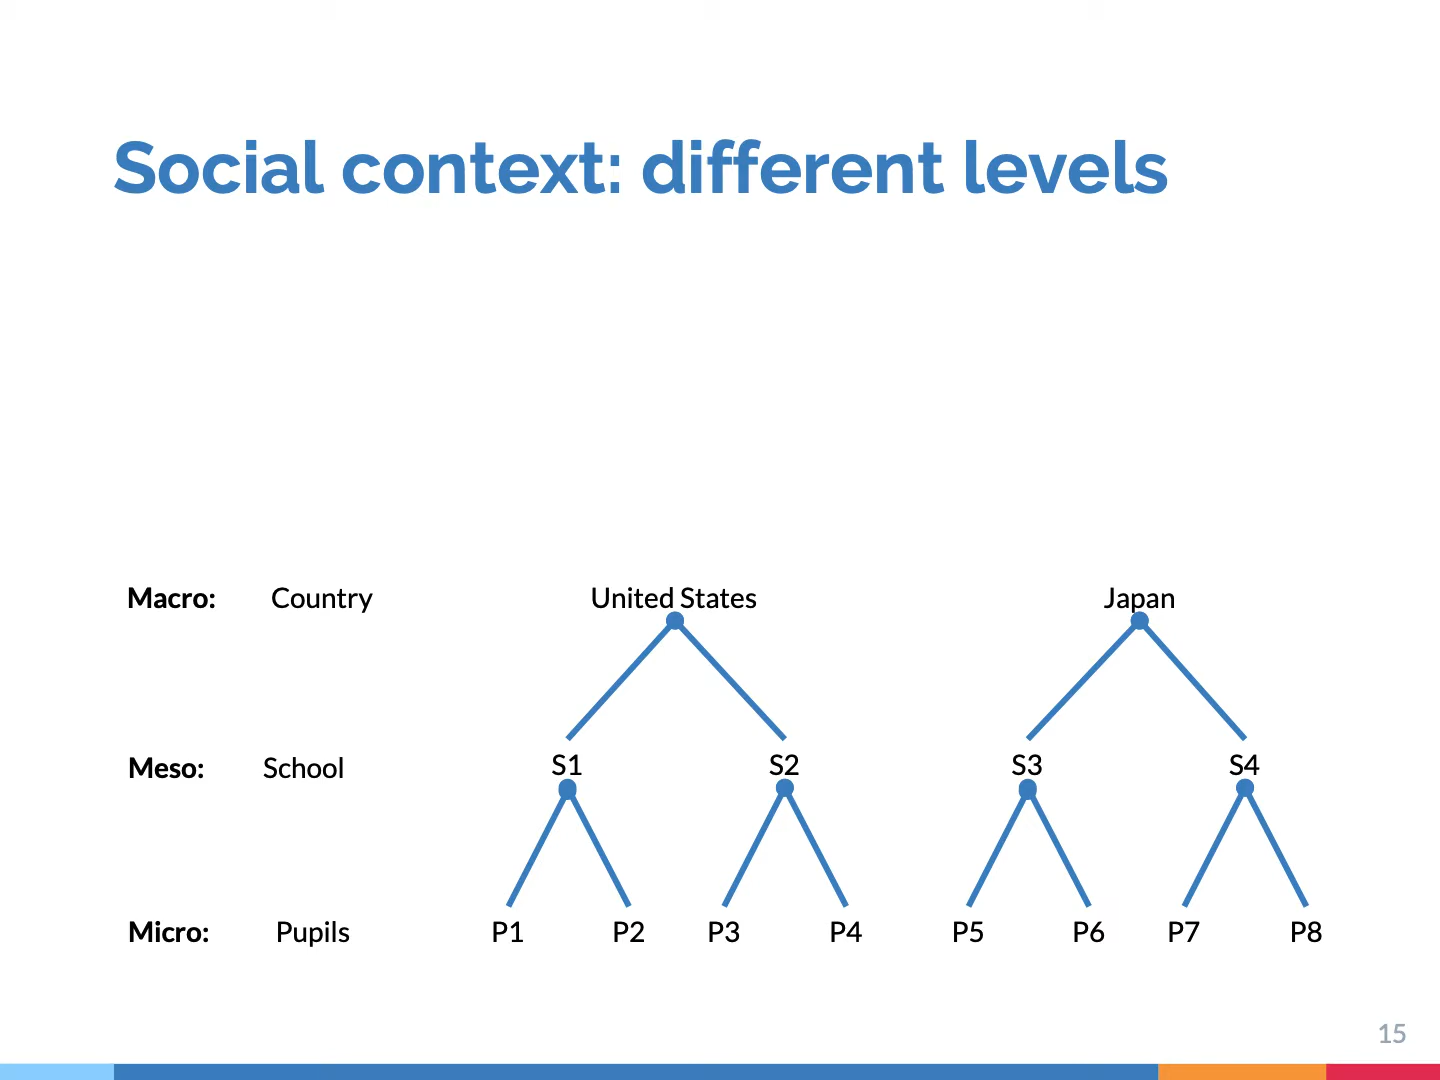 Social context: different levels
Macro: Country United States Japan
Meso: School S1 S2 S3 S4
Micro: Pupils P1 P2 P3 P4 P5 P6 P7 P8
15